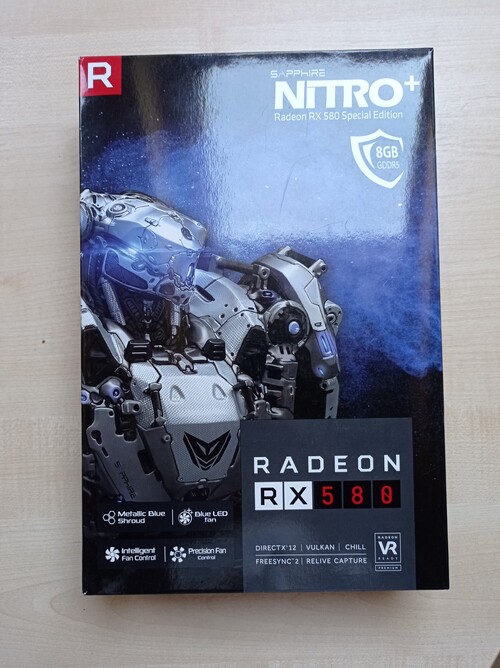 R
SAPPHIRE
NITRO+
Radeon RX 580 Special Edition
8GB
GDDR5
SAPPHIRE
RADEON
RX 580
Metallic Blue
Shroud
Blue LED
fan
Intelligent
Fan Control
Precision Fan
Control
DIRECTX®12 | VULKAN | CHILL
FREESYNC™2 | RELIVE CAPTURE
RADEON
VR
READY
PREMIUM